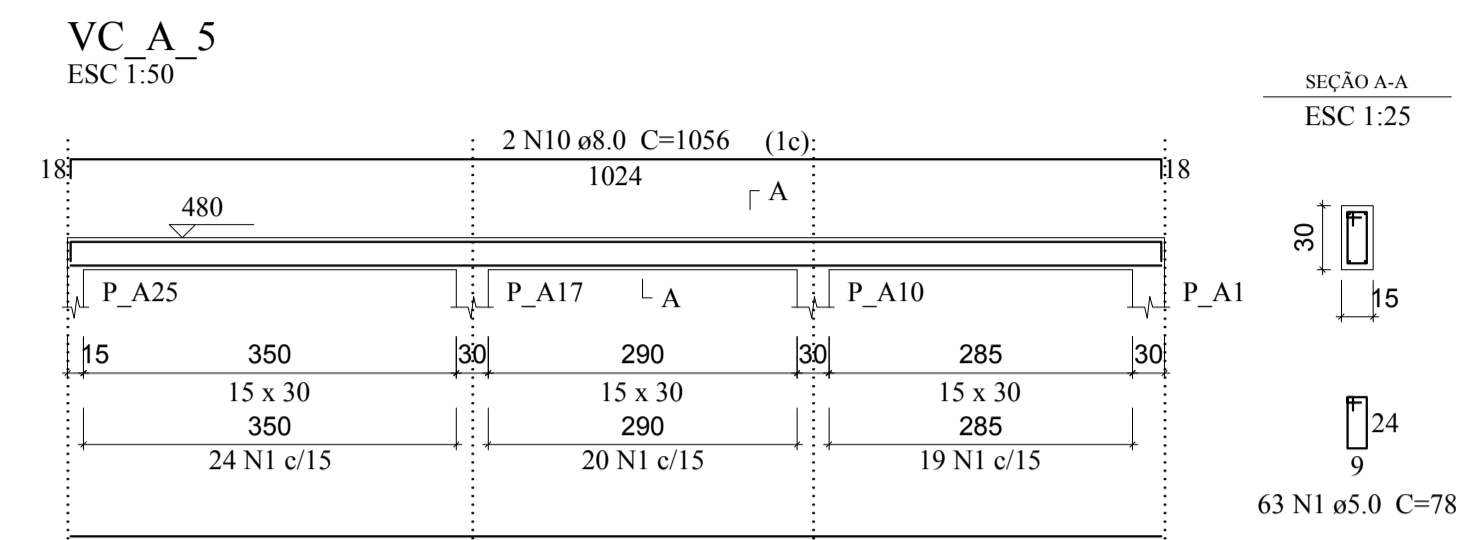 VC_A_5
ESC 1:50
SEÇÃO A-A
ESC 1:25
2 N10 ø8.0 C=1056 (1c)
18 1024 18
A
480
30
15
P_A25 P_A17 A P_A10 P_A1
15 350 30 290 30 285 30
15 x 30 15 x 30 15 x 30
350 290 285
24 N1 c/15 20 N1 c/15 19 N1 c/15
24
9
63 N1 ø5.0 C=78